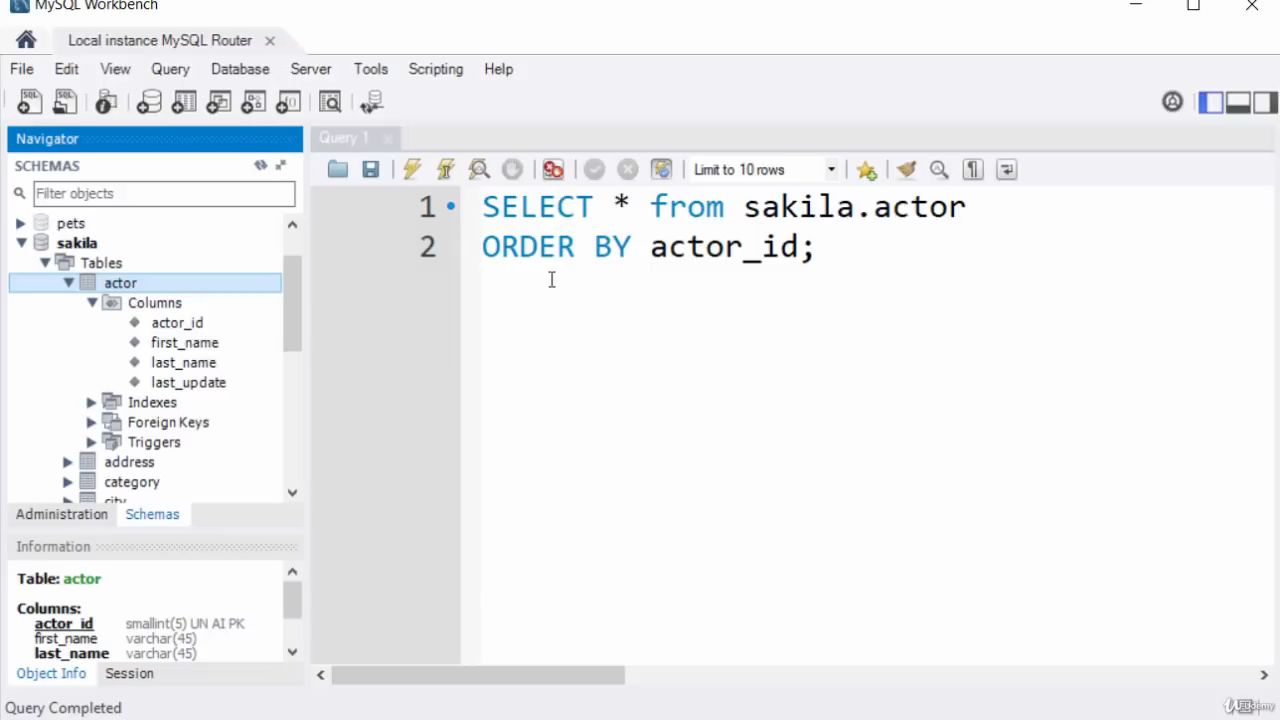 MySQL Workbench
Local instance MySQL Router
File Edit View Query Database Server Tools Scripting Help
Navigator
SCHEMAS
Filter objects
pets
sakila
Tables
actor
Columns
actor_id
first_name
last_name
last_update
Indexes
Foreign Keys
Triggers
address
category
city
Administration Schemas
Information
Table: actor
Columns:
actor_id smallint(5) UN AI PK
first_name varchar(45)
last_name varchar(45)
Object Info Session
Query Completed
Query 1
Limit to 10 rows
1 SELECT * from sakila.actor
2 ORDER BY actor_id;
Udemy